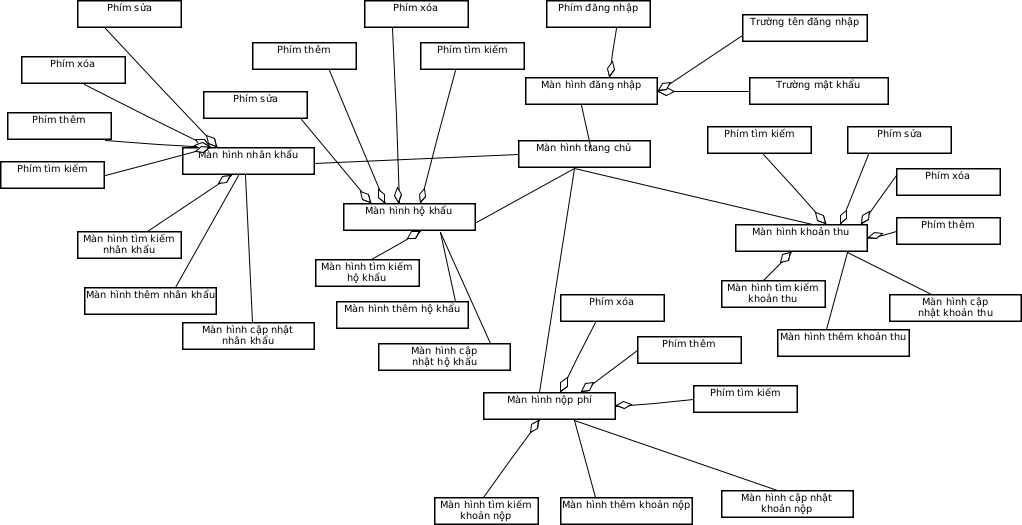 Phím sửa
Phím xóa
Phím đăng nhập
Trường tên đăng nhập
Phím thêm
Phím tìm kiếm
Phím xóa
Màn hình đăng nhập
Trường mật khẩu
Phím sửa
Phím thêm
Phím tìm kiếm
Phím sửa
Màn hình nhân khẩu
Màn hình trang chủ
Phím tìm kiếm
Phím xóa
Màn hình hộ khẩu
Phím thêm
Màn hình khoản thu
Màn hình tìm kiếm
nhân khẩu
Màn hình tìm kiếm
hộ khẩu
Màn hình tìm kiếm
khoản thu
Màn hình thêm nhân khẩu
Màn hình thêm hộ khẩu
Phím xóa
Màn hình cập
nhật khoản thu
Màn hình cập nhật
nhân khẩu
Màn hình thêm khoản thu
Màn hình cập
nhật hộ khẩu
Phím thêm
Phím tìm kiếm
Màn hình nộp phí
Màn hình tìm kiếm
khoản nộp
Màn hình thêm khoản nộp
Màn hình cập nhật
khoản nộp